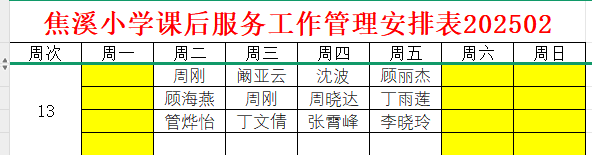 焦溪小学课后服务工作管理安排表202502
周次 周一 周二 周三 周四 周五 周六 周日
周刚 阚亚云 沈波 顾丽杰
13 顾海燕 周刚 周晓达 丁雨莲
管烨怡 丁文倩 张霄峰 李晓玲